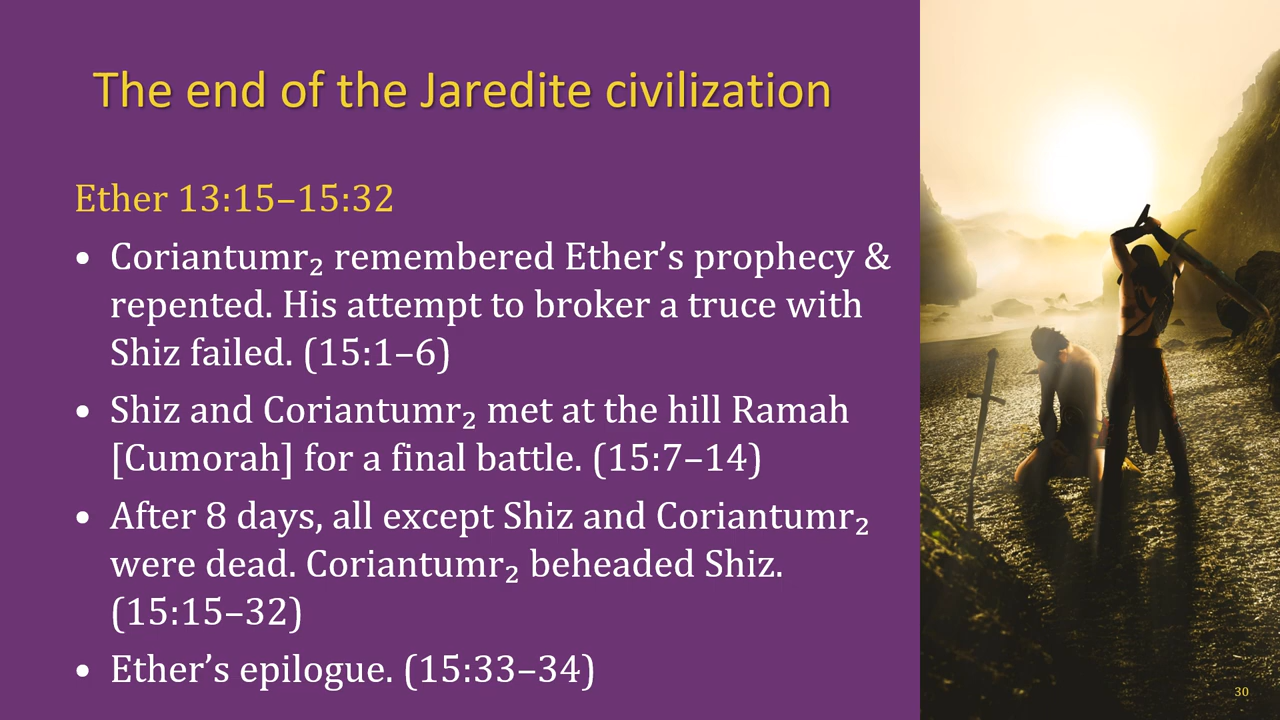 The end of the Jaredite civilization
Ether 13:15–15:32
• Coriantumr₂ remembered Ether’s prophecy &
repented. His attempt to broker a truce with
Shiz failed. (15:1–6)
• Shiz and Coriantumr₂ met at the hill Ramah
[Cumorah] for a final battle. (15:7–14)
• After 8 days, all except Shiz and Coriantumr₂
were dead. Coriantumr₂ beheaded Shiz.
(15:15–32)
• Ether’s epilogue. (15:33–34)
30